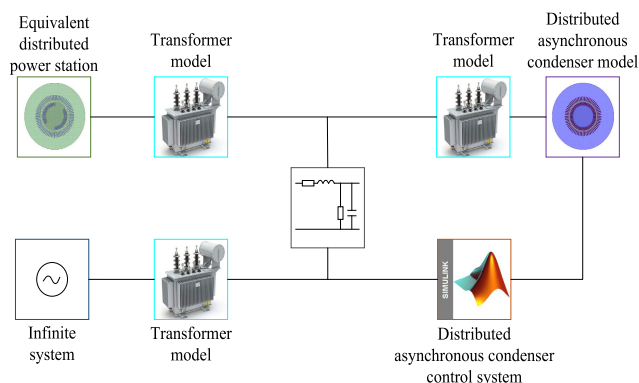 Equivalent
distributed
power station
Transformer
model
Transformer
model
Distributed
asynchronous
condenser model
Infinite
system
Transformer
model
SIMULINK
Distributed
asynchronous condenser
control system